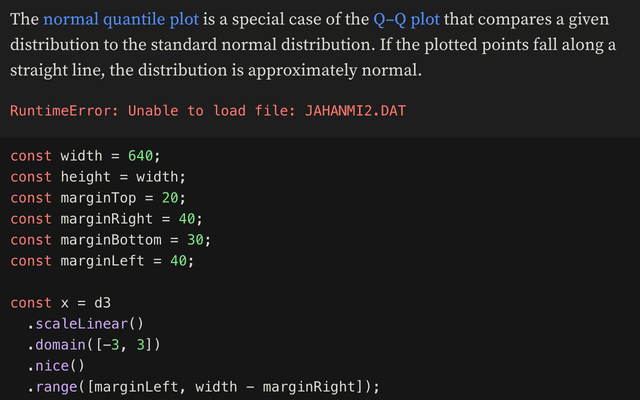 The normal quantile plot is a special case of the Q–Q plot that compares a given
distribution to the standard normal distribution. If the plotted points fall along a
straight line, the distribution is approximately normal.
RuntimeError: Unable to load file: JAHANMI2.DAT
const width = 640;
const height = width;
const marginTop = 20;
const marginRight = 40;
const marginBottom = 30;
const marginLeft = 40;
const x = d3
  .scaleLinear()
  .domain([−3, 3])
  .nice()
  .range([marginLeft, width − marginRight]);